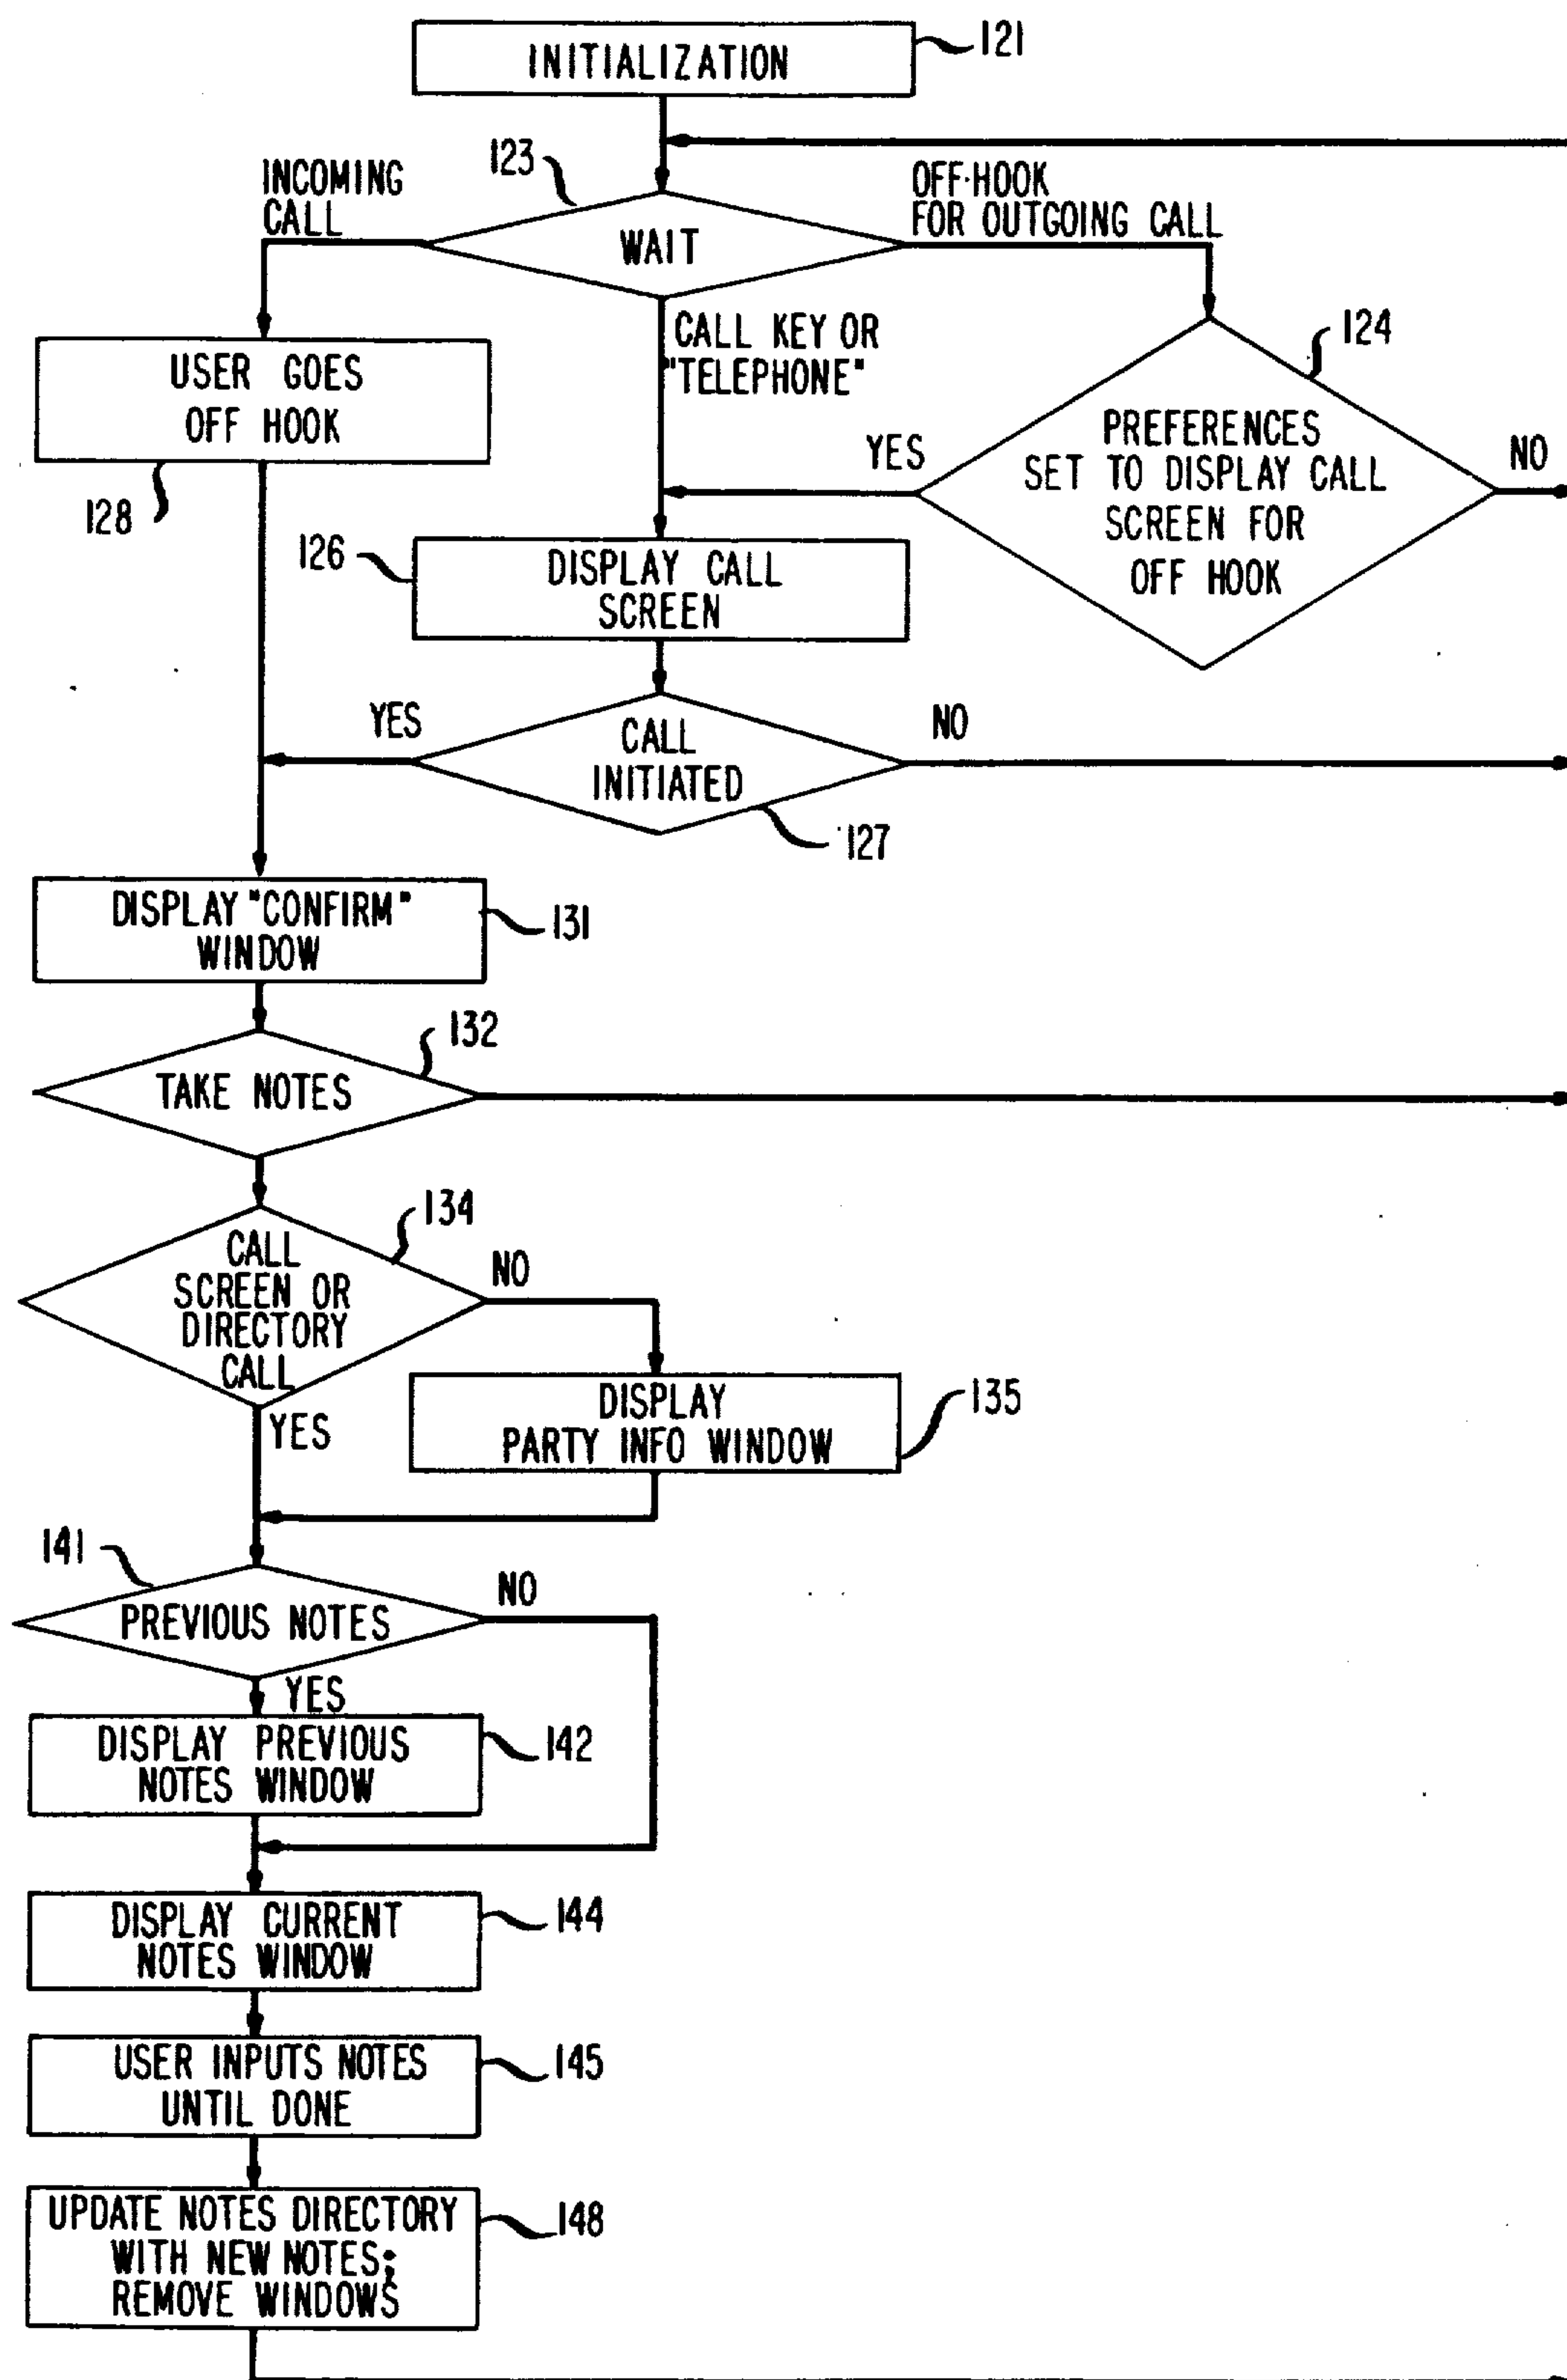 INITIALIZATION
121
123
INCOMING
CALL
OFF-HOOK
FOR OUTGOING CALL
WAIT
CALL KEY OR
"TELEPHONE"
124
USER GOES
OFF HOOK
128
PREFERENCES
SET TO DISPLAY CALL
SCREEN FOR
OFF HOOK
YES
NO
126
DISPLAY CALL
SCREEN
YES
CALL
INITIATED
NO
127
DISPLAY "CONFIRM"
WINDOW
131
132
TAKE NOTES
134
CALL
SCREEN OR
DIRECTORY
CALL
NO
YES
DISPLAY
PARTY INFO WINDOW
135
141
PREVIOUS NOTES
NO
YES
DISPLAY PREVIOUS
NOTES WINDOW
142
DISPLAY CURRENT
NOTES WINDOW
144
USER INPUTS NOTES
UNTIL DONE
145
UPDATE NOTES DIRECTORY
WITH NEW NOTES;
REMOVE WINDOWS
148